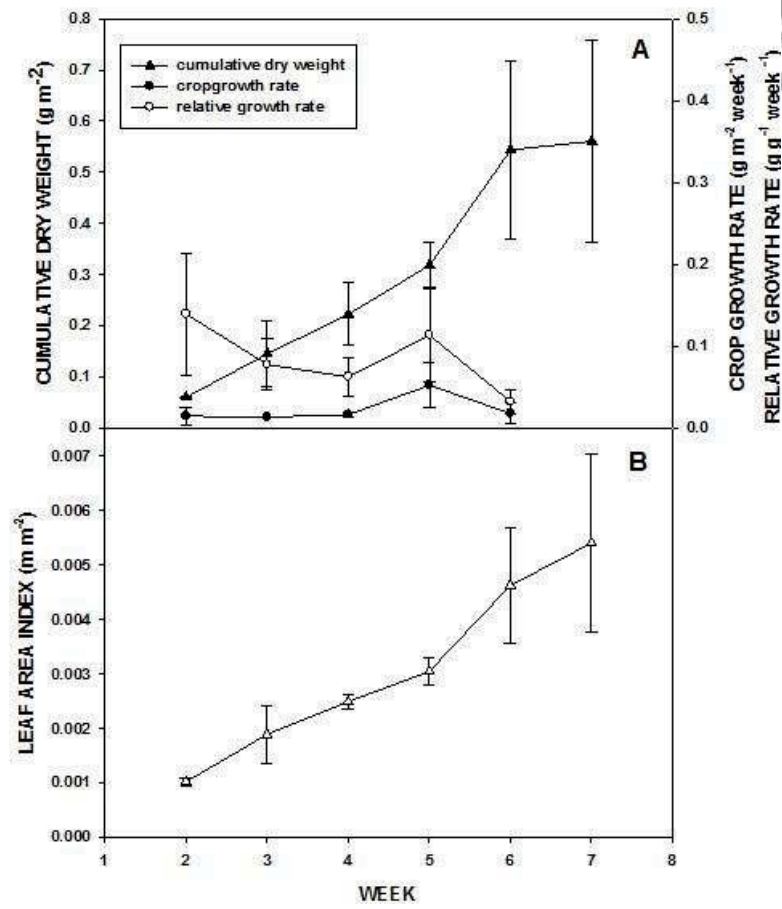 0.8
0.7
0.6
0.5
0.4
0.3
0.2
0.1
0.0
CUMULATIVE DRY WEIGHT (g m⁻²)
cumulative dry weight
cropgrowth rate
relative growth rate
A
0.5
0.4
0.3
0.2
0.1
0.0
CROP GROWTH RATE (g m⁻² week⁻¹)
RELATIVE GROWTH RATE (g g⁻¹ week⁻¹)
B
0.007
0.006
0.005
0.004
0.003
0.002
0.001
0.000
LEAF AREA INDEX (m m⁻²)
1 2 3 4 5 6 7 8
WEEK